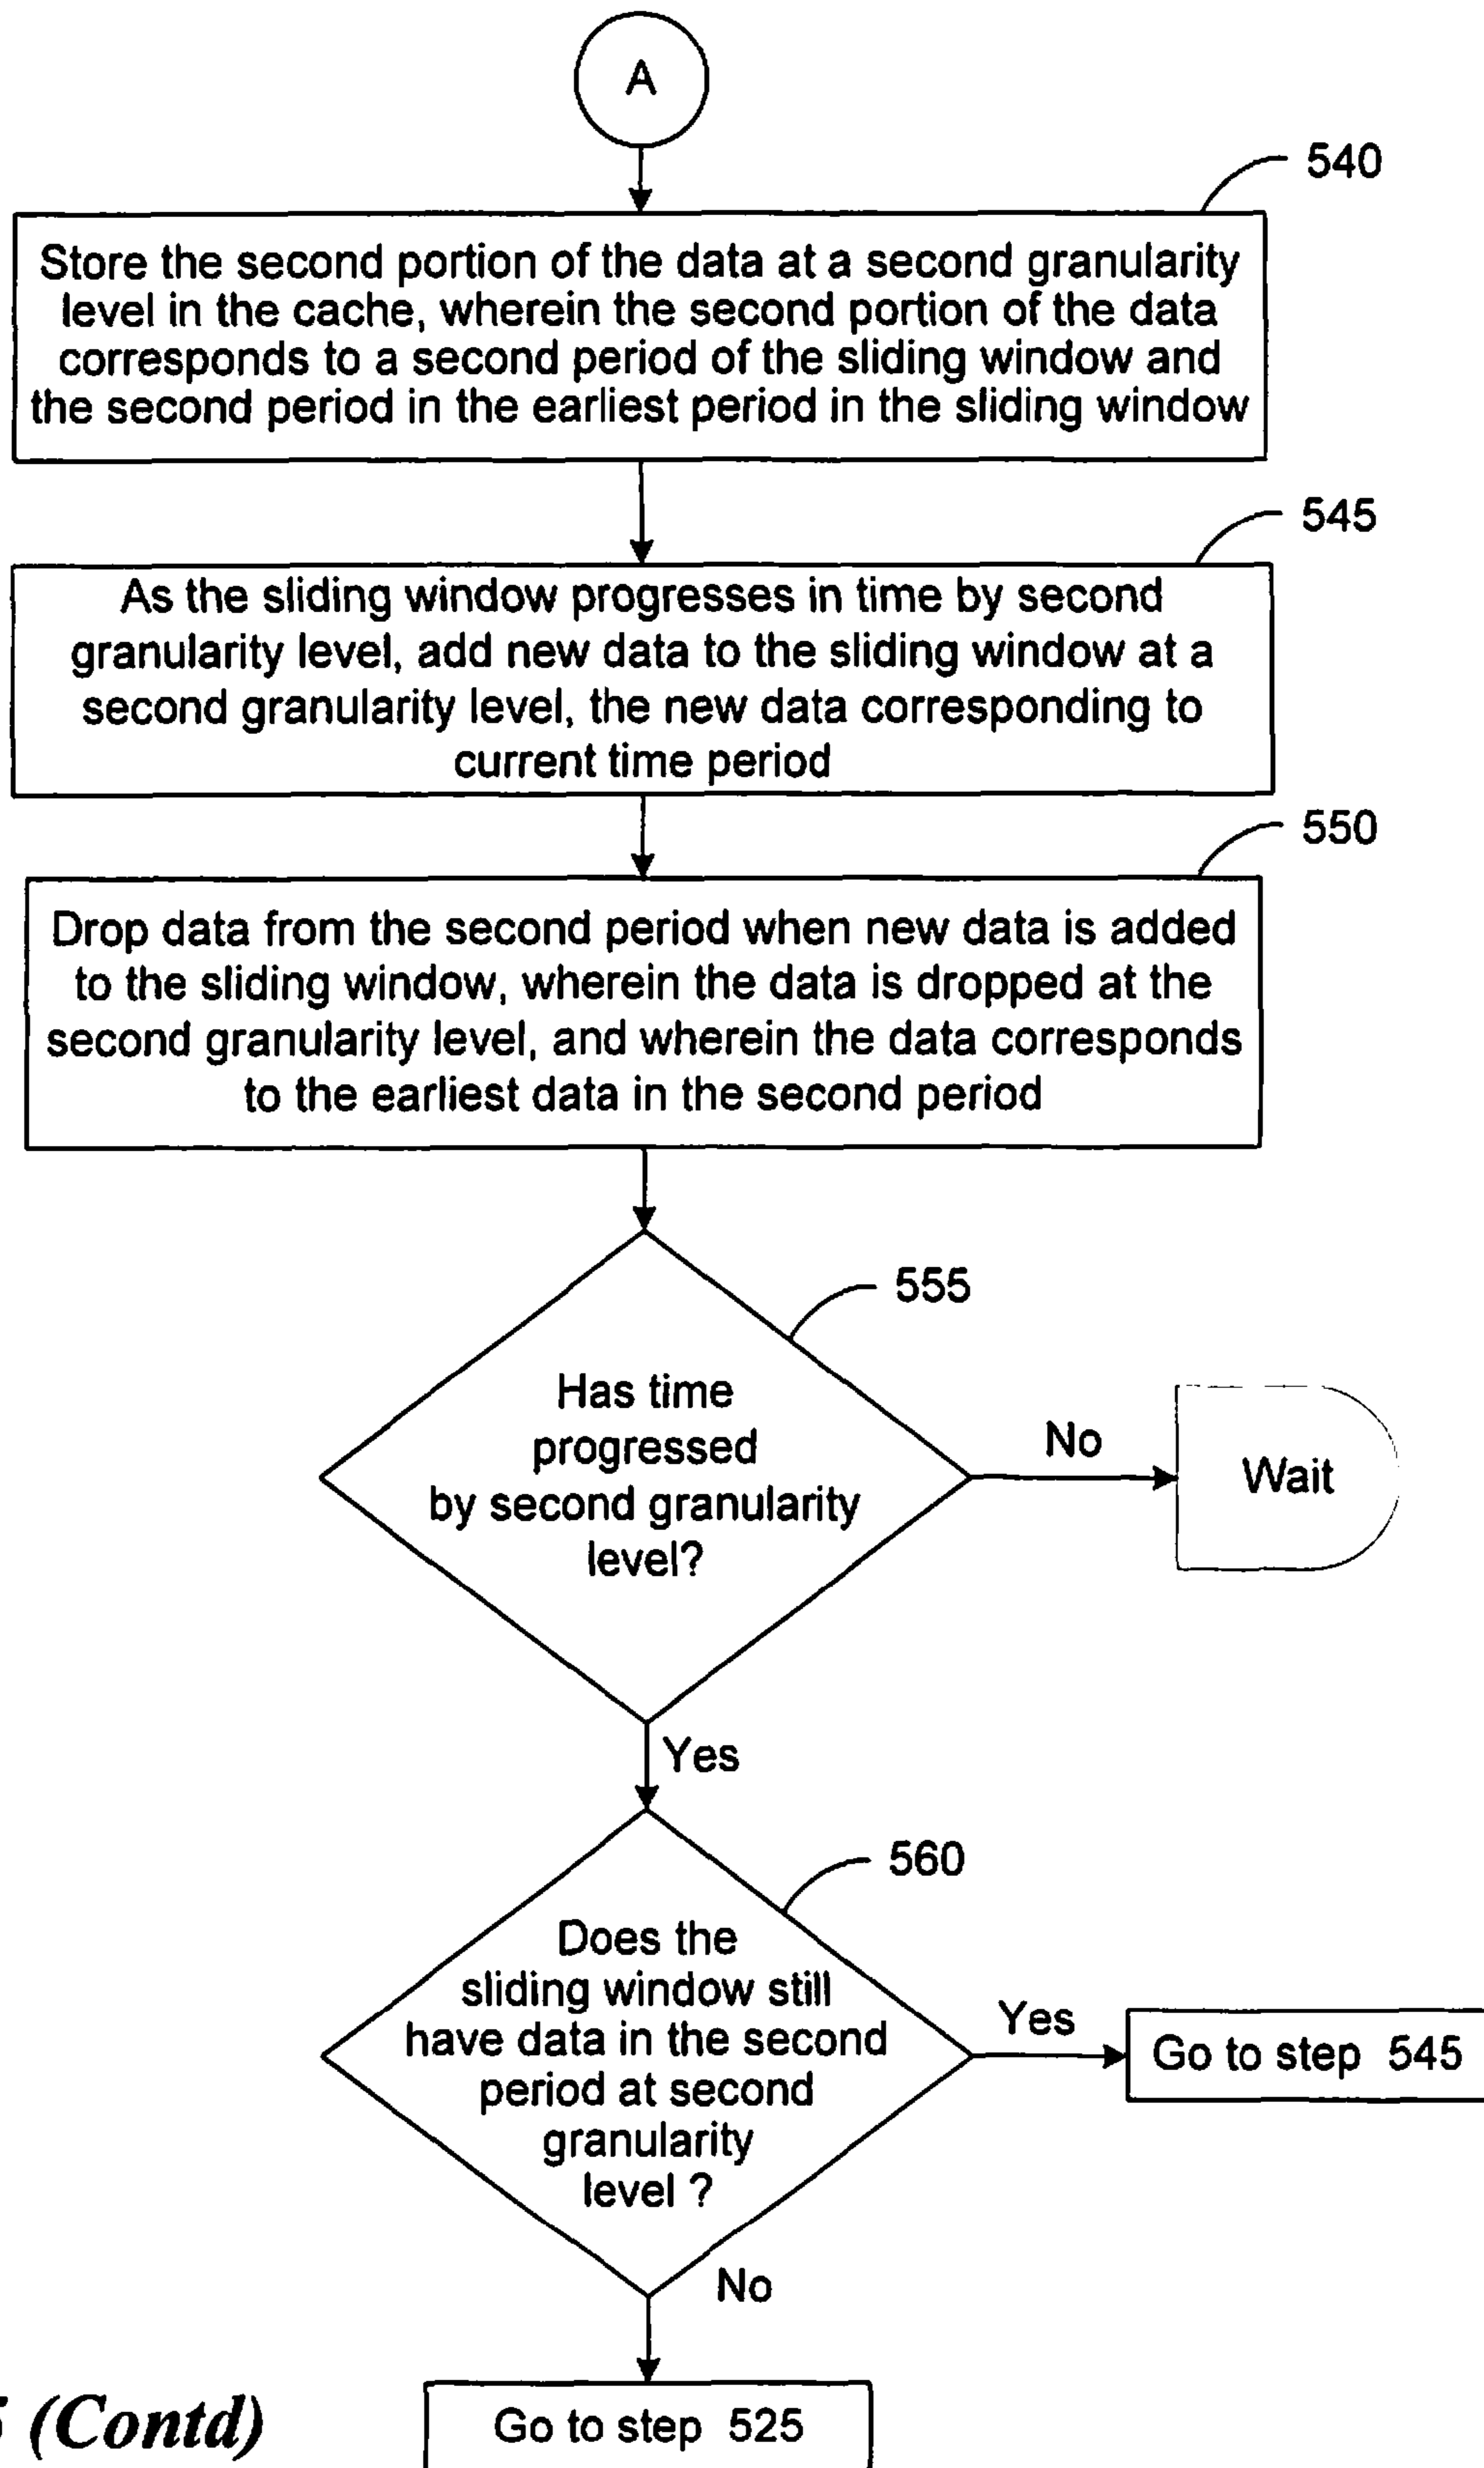 A
540
Store the second portion of the data at a second granularity
level in the cache, wherein the second portion of the data
corresponds to a second period of the sliding window and
the second period in the earliest period in the sliding window
545
As the sliding window progresses in time by second
granularity level, add new data to the sliding window at a
second granularity level, the new data corresponding to
current time period
550
Drop data from the second period when new data is added
to the sliding window, wherein the data is dropped at the
second granularity level, and wherein the data corresponds
to the earliest data in the second period
555
Has time
progressed
by second granularity
level?
No
Wait
Yes
560
Does the
sliding window still
have data in the second
period at second
granularity
level ?
Yes
Go to step 545
No
Go to step 525
(Contd)